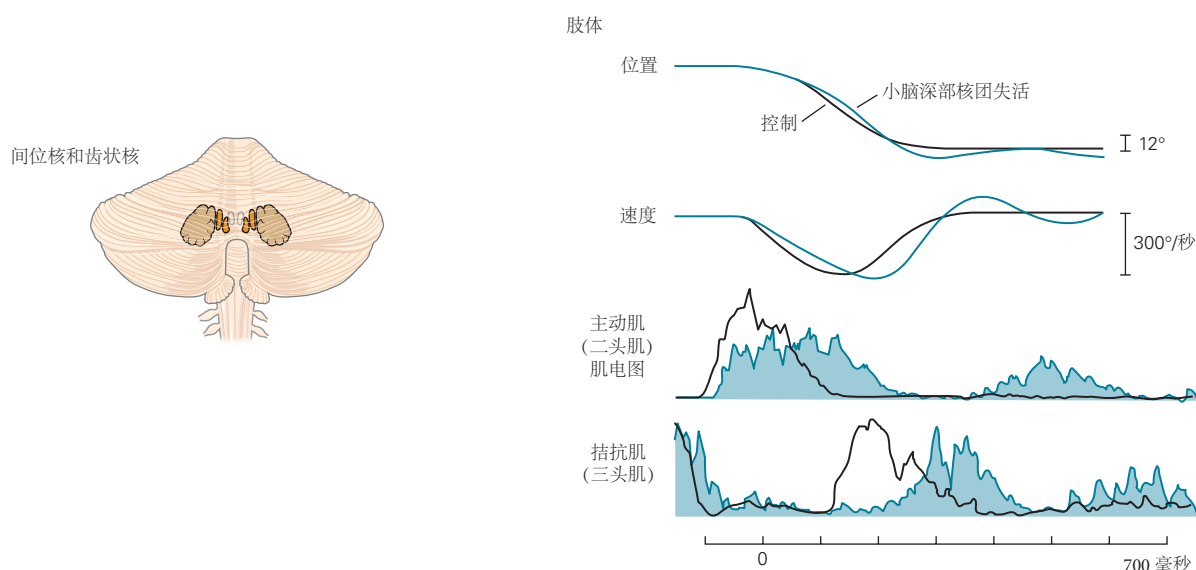 肢体
位置
小脑深部核团失活
控制
12°
间位核和齿状核
速度
300°/秒
主动肌
(二头肌)
肌电图
拮抗肌
(三头肌)
0
700 毫秒